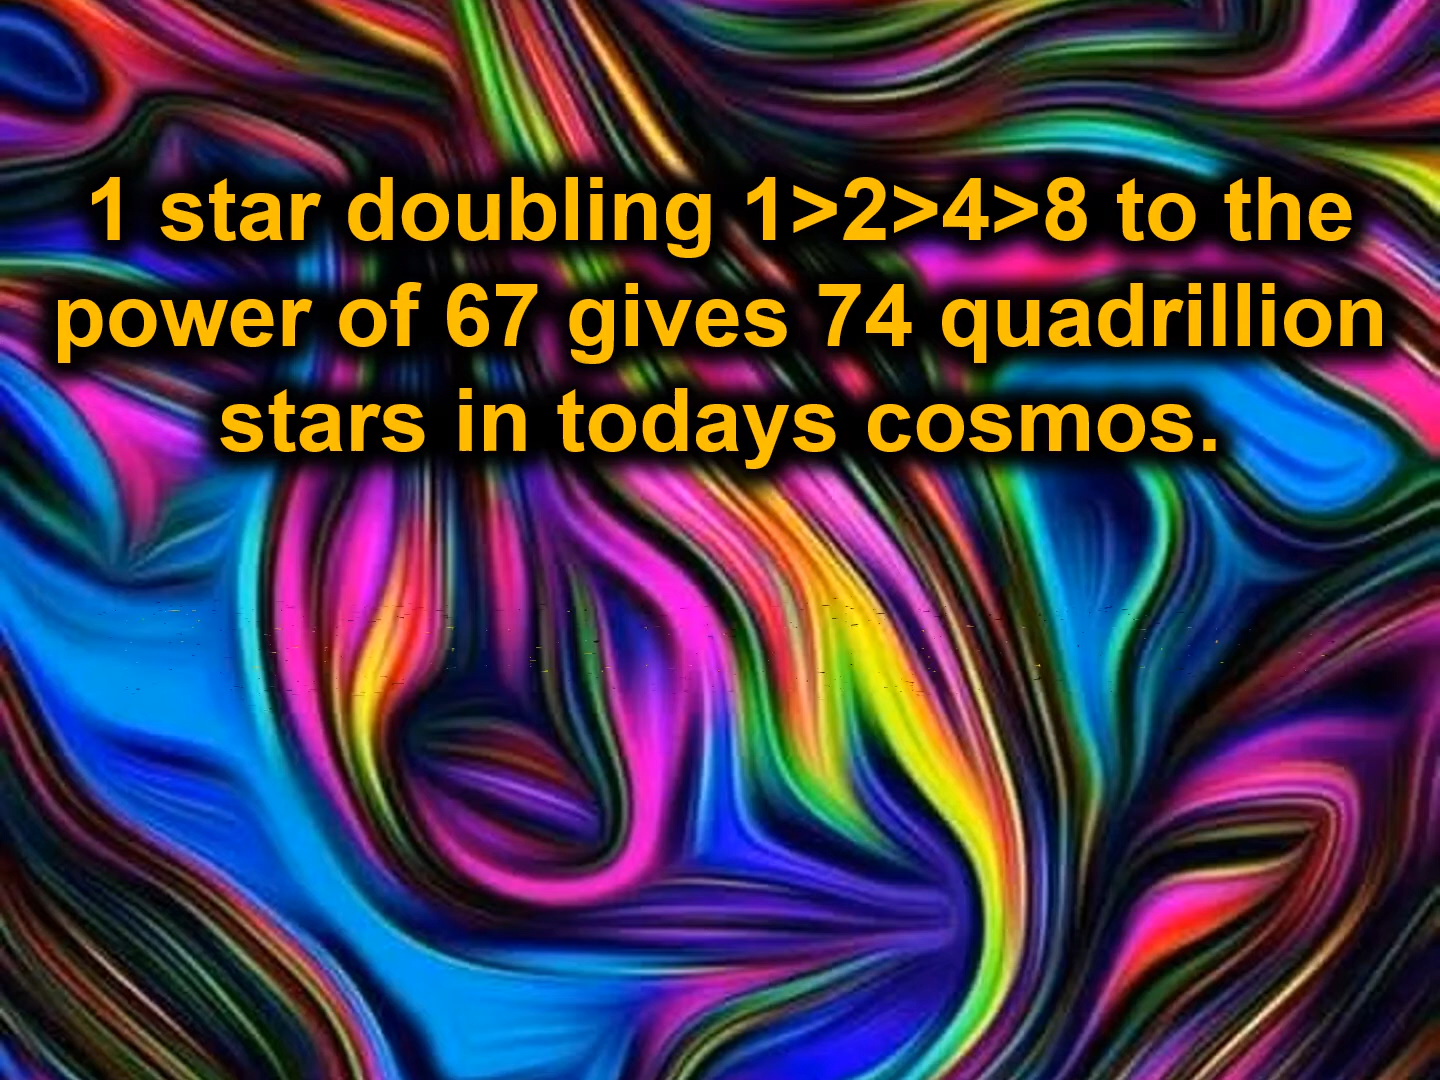 1 star doubling 1>2>4>8 to the
power of 67 gives 74 quadrillion
stars in todays cosmos.